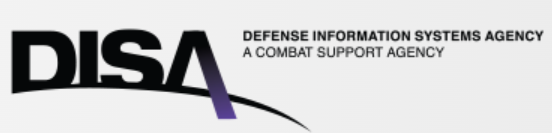 DISA
DEFENSE INFORMATION SYSTEMS AGENCY
A COMBAT SUPPORT AGENCY